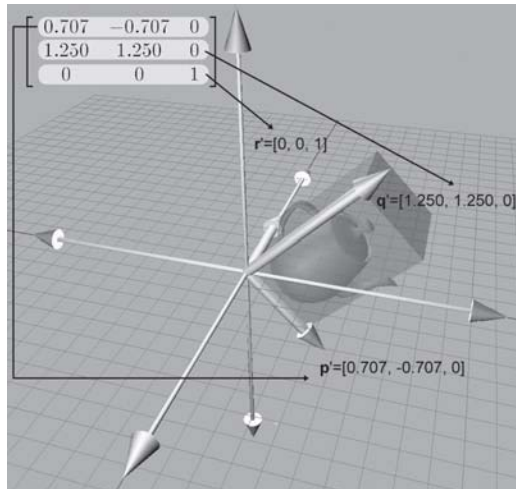 0.707 −0.707 0
1.250 1.250 0
0 0 1
r'=[0, 0, 1]
q'=[1.250, 1.250, 0]
p'=[0.707, -0.707, 0]